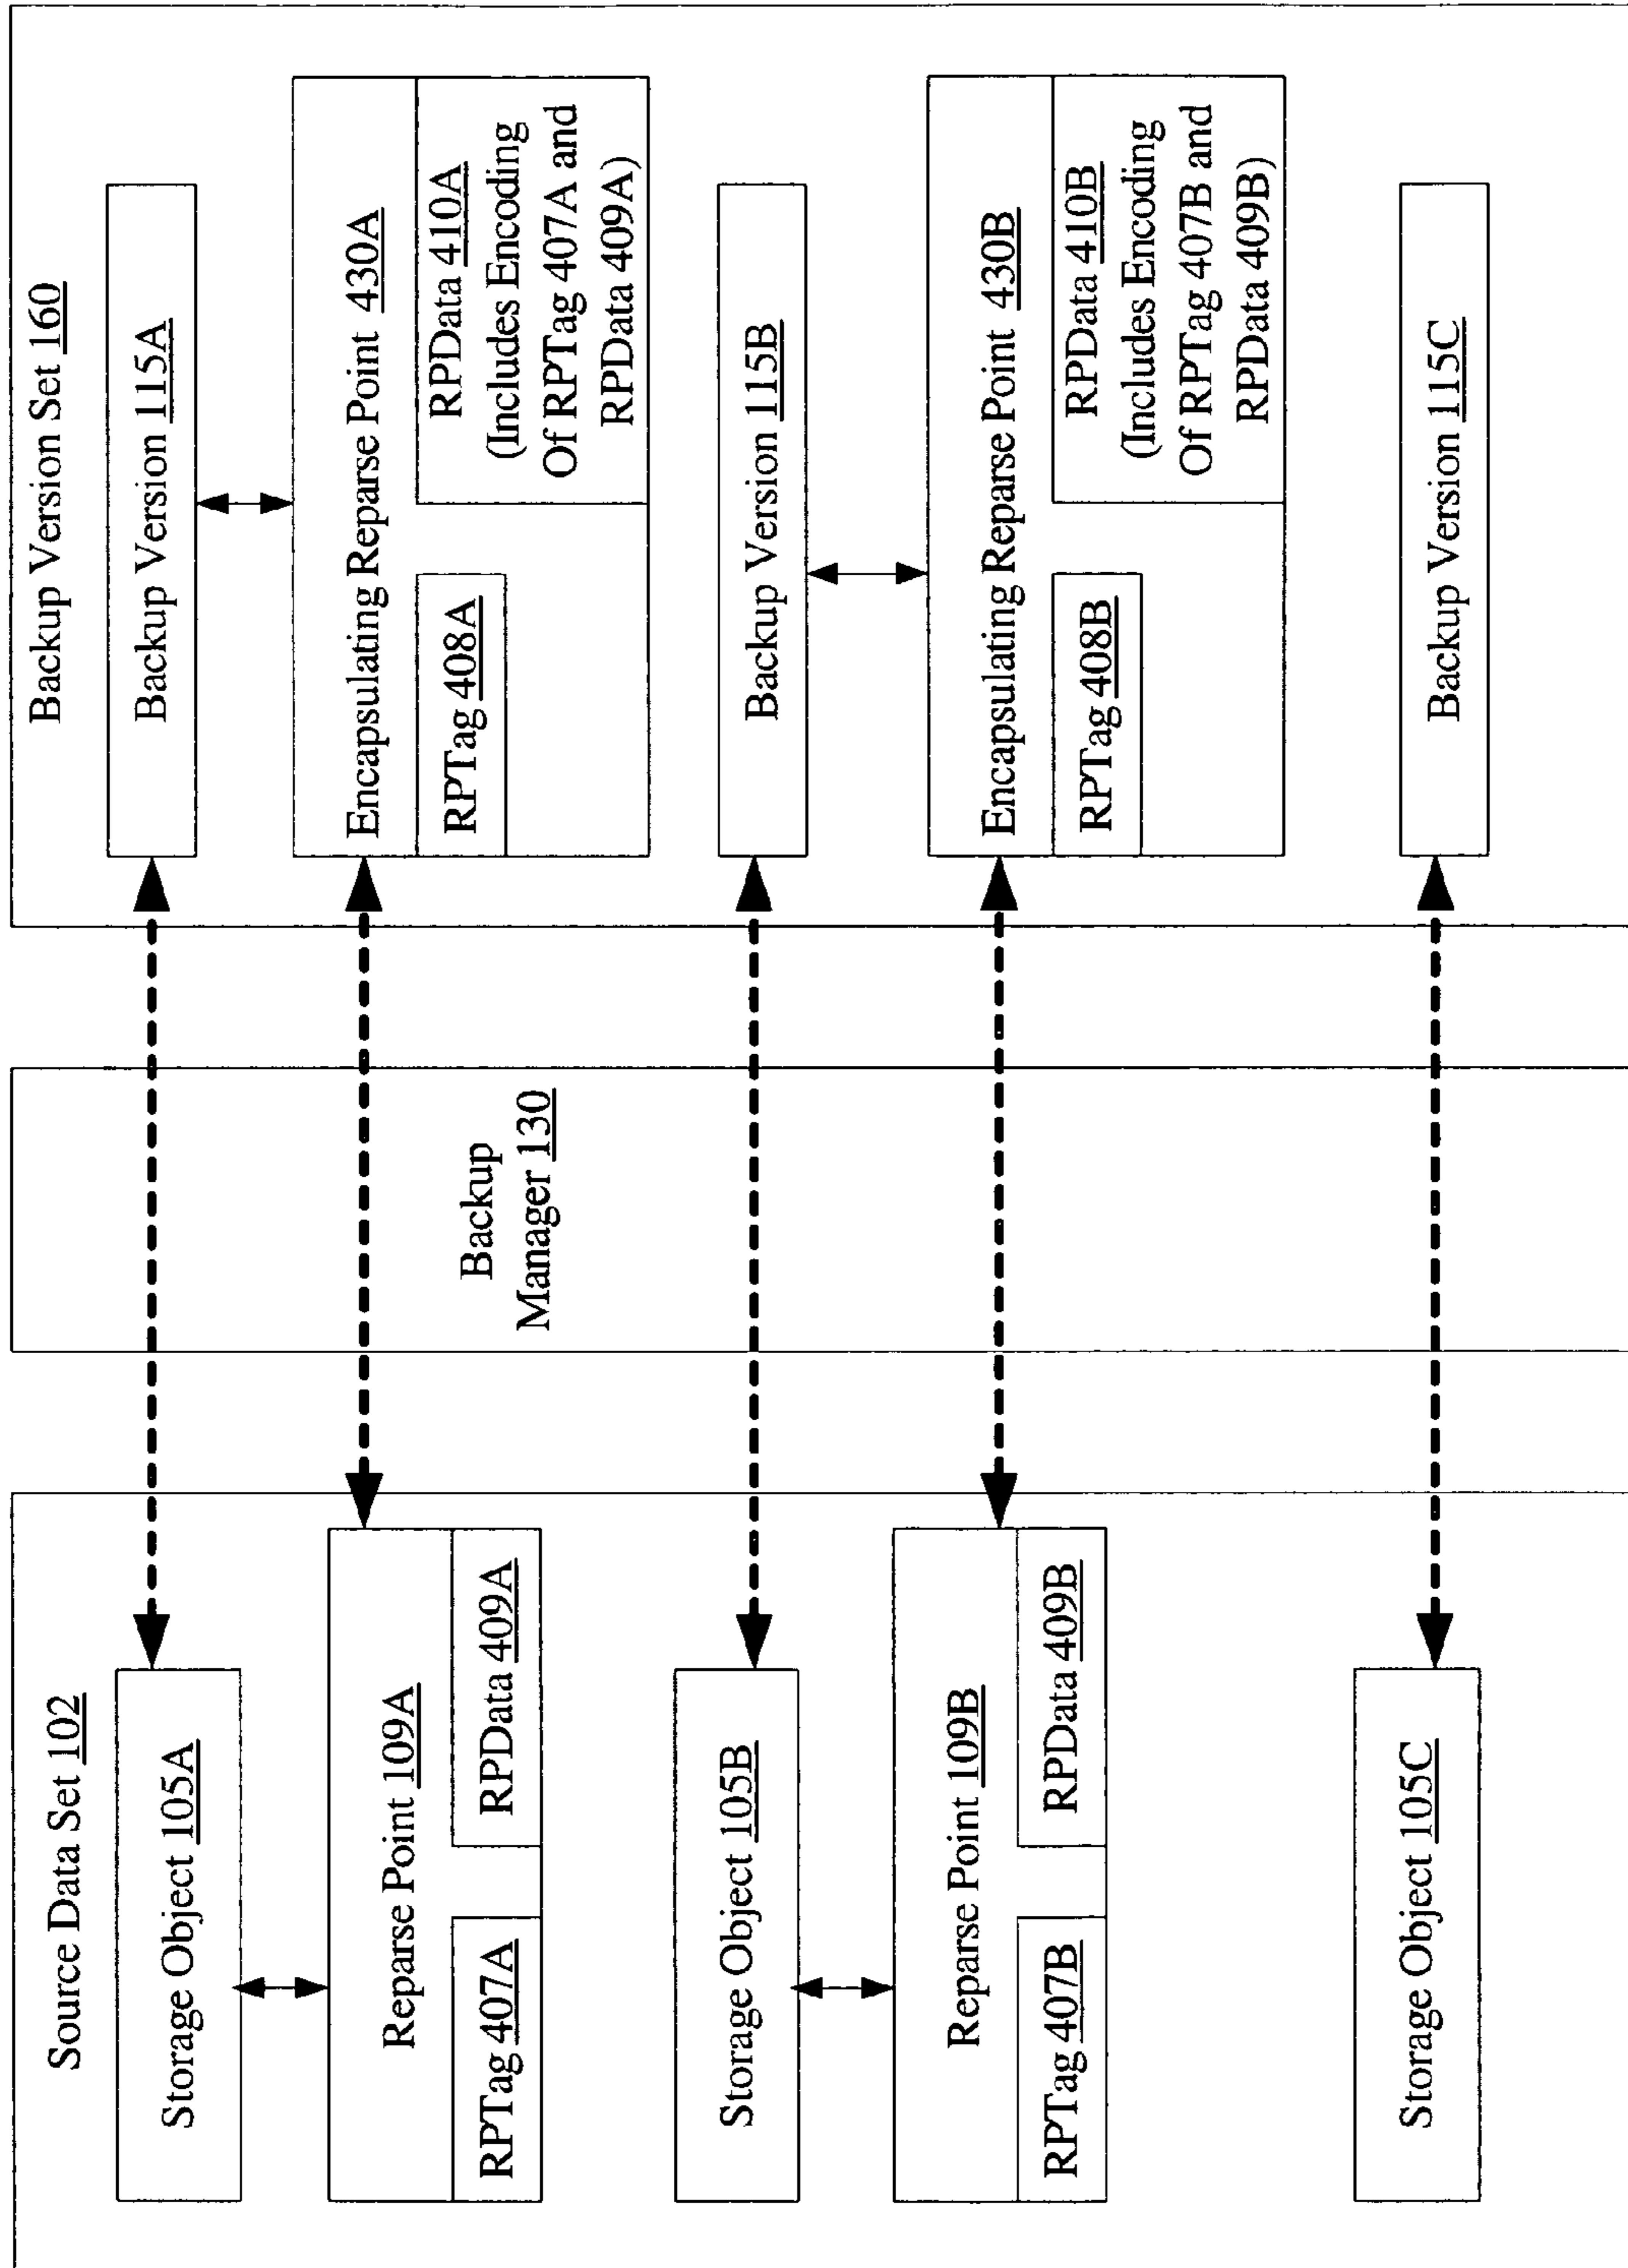 Source Data Set 102
Storage Object 105A
Reparse Point 109A
RPTag 407A
RPData 409A
Storage Object 105B
Reparse Point 109B
RPTag 407B
RPData 409B
Storage Object 105C
Backup
Manager 130
Backup Version Set 160
Backup Version 115A
Encapsulating Reparse Point 430A
RPTag 408A
RPData 410A
(Includes Encoding
Of RPTag 407A and
RPData 409A)
Backup Version 115B
Encapsulating Reparse Point 430B
RPTag 408B
RPData 410B
(Includes Encoding
Of RPTag 407B and
RPData 409B)
Backup Version 115C